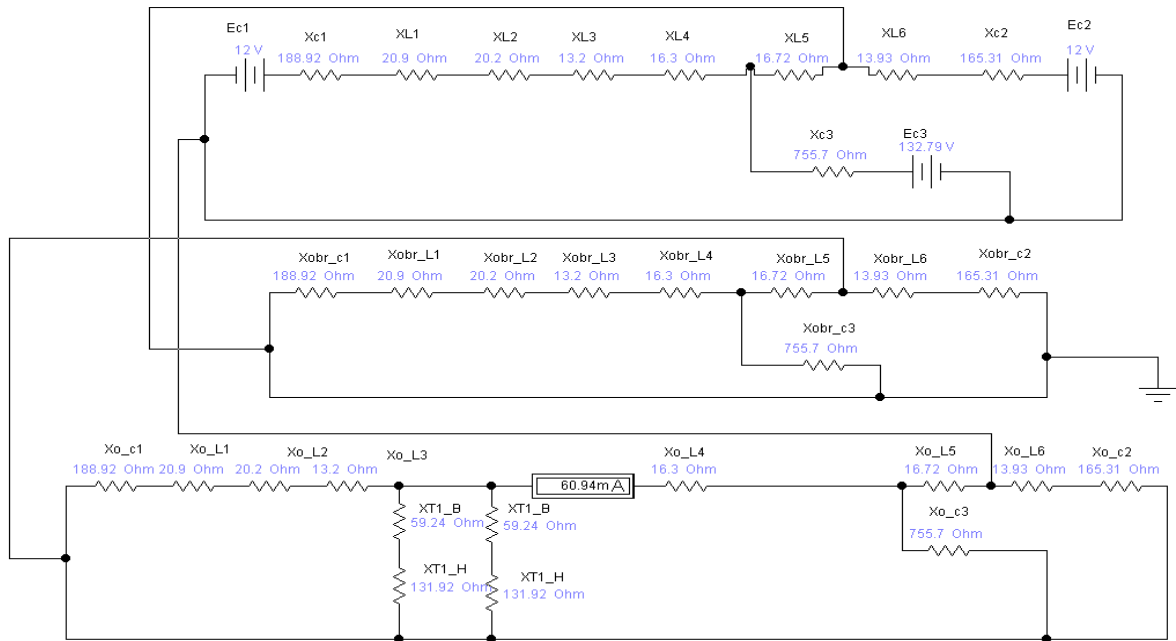 Ec1
12 V
Xc1
188.92 Ohm
XL1
20.9 Ohm
XL2
20.2 Ohm
XL3
13.2 Ohm
XL4
16.3 Ohm
XL5
16.72 Ohm
XL6
13.93 Ohm
Xc2
165.31 Ohm
Ec2
12 V
Xc3
755.7 Ohm
Ec3
132.79 V
Xobr_c1
188.92 Ohm
Xobr_L1
20.9 Ohm
Xobr_L2
20.2 Ohm
Xobr_L3
13.2 Ohm
Xobr_L4
16.3 Ohm
Xobr_L5
16.72 Ohm
Xobr_L6
13.93 Ohm
Xobr_c2
165.31 Ohm
Xobr_c3
755.7 Ohm
Xo_c1
188.92 Ohm
Xo_L1
20.9 Ohm
Xo_L2
20.2 Ohm
Xo_L3
13.2 Ohm
60.94m A
Xo_L4
16.3 Ohm
Xo_L5
16.72 Ohm
Xo_L6
13.93 Ohm
Xo_c2
165.31 Ohm
XT1_B
59.24 Ohm
XT1_B
59.24 Ohm
Xo_c3
755.7 Ohm
XT1_H
131.92 Ohm
XT1_H
131.92 Ohm